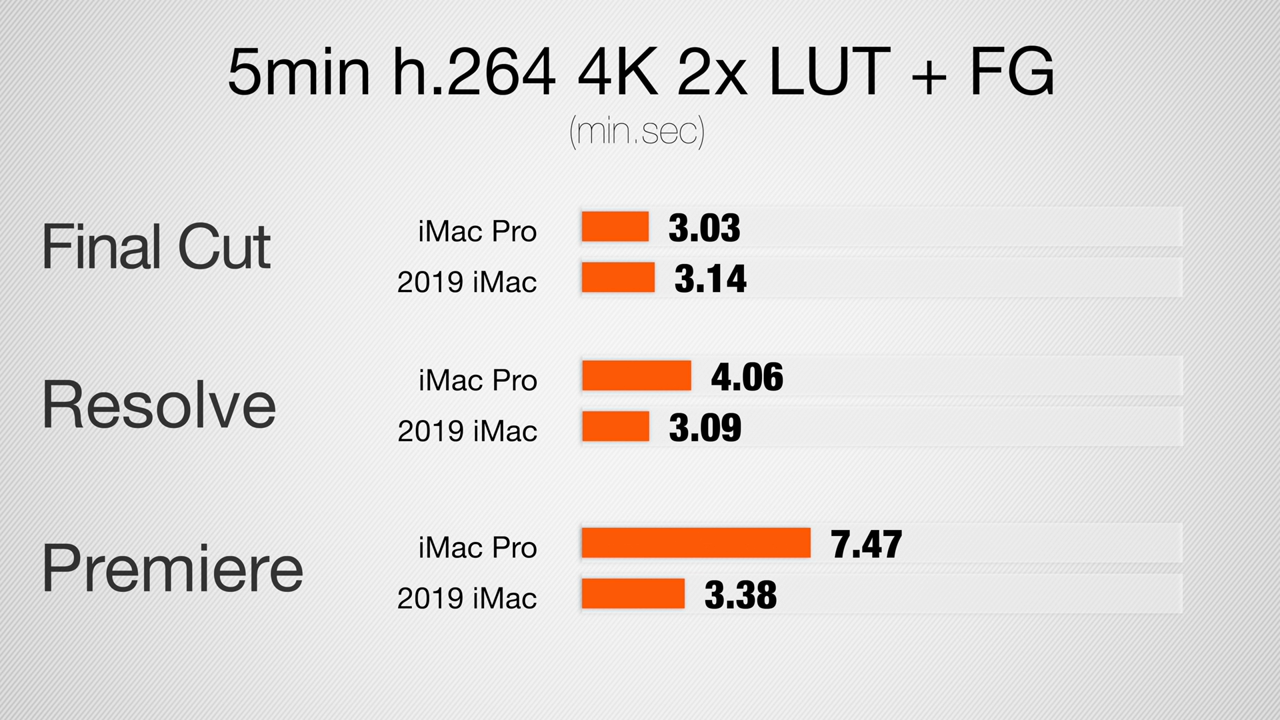 5min h.264 4K 2x LUT + FG
(min.sec)
Final Cut
iMac Pro 3.03
2019 iMac 3.14
Resolve
iMac Pro 4.06
2019 iMac 3.09
Premiere
iMac Pro 7.47
2019 iMac 3.38